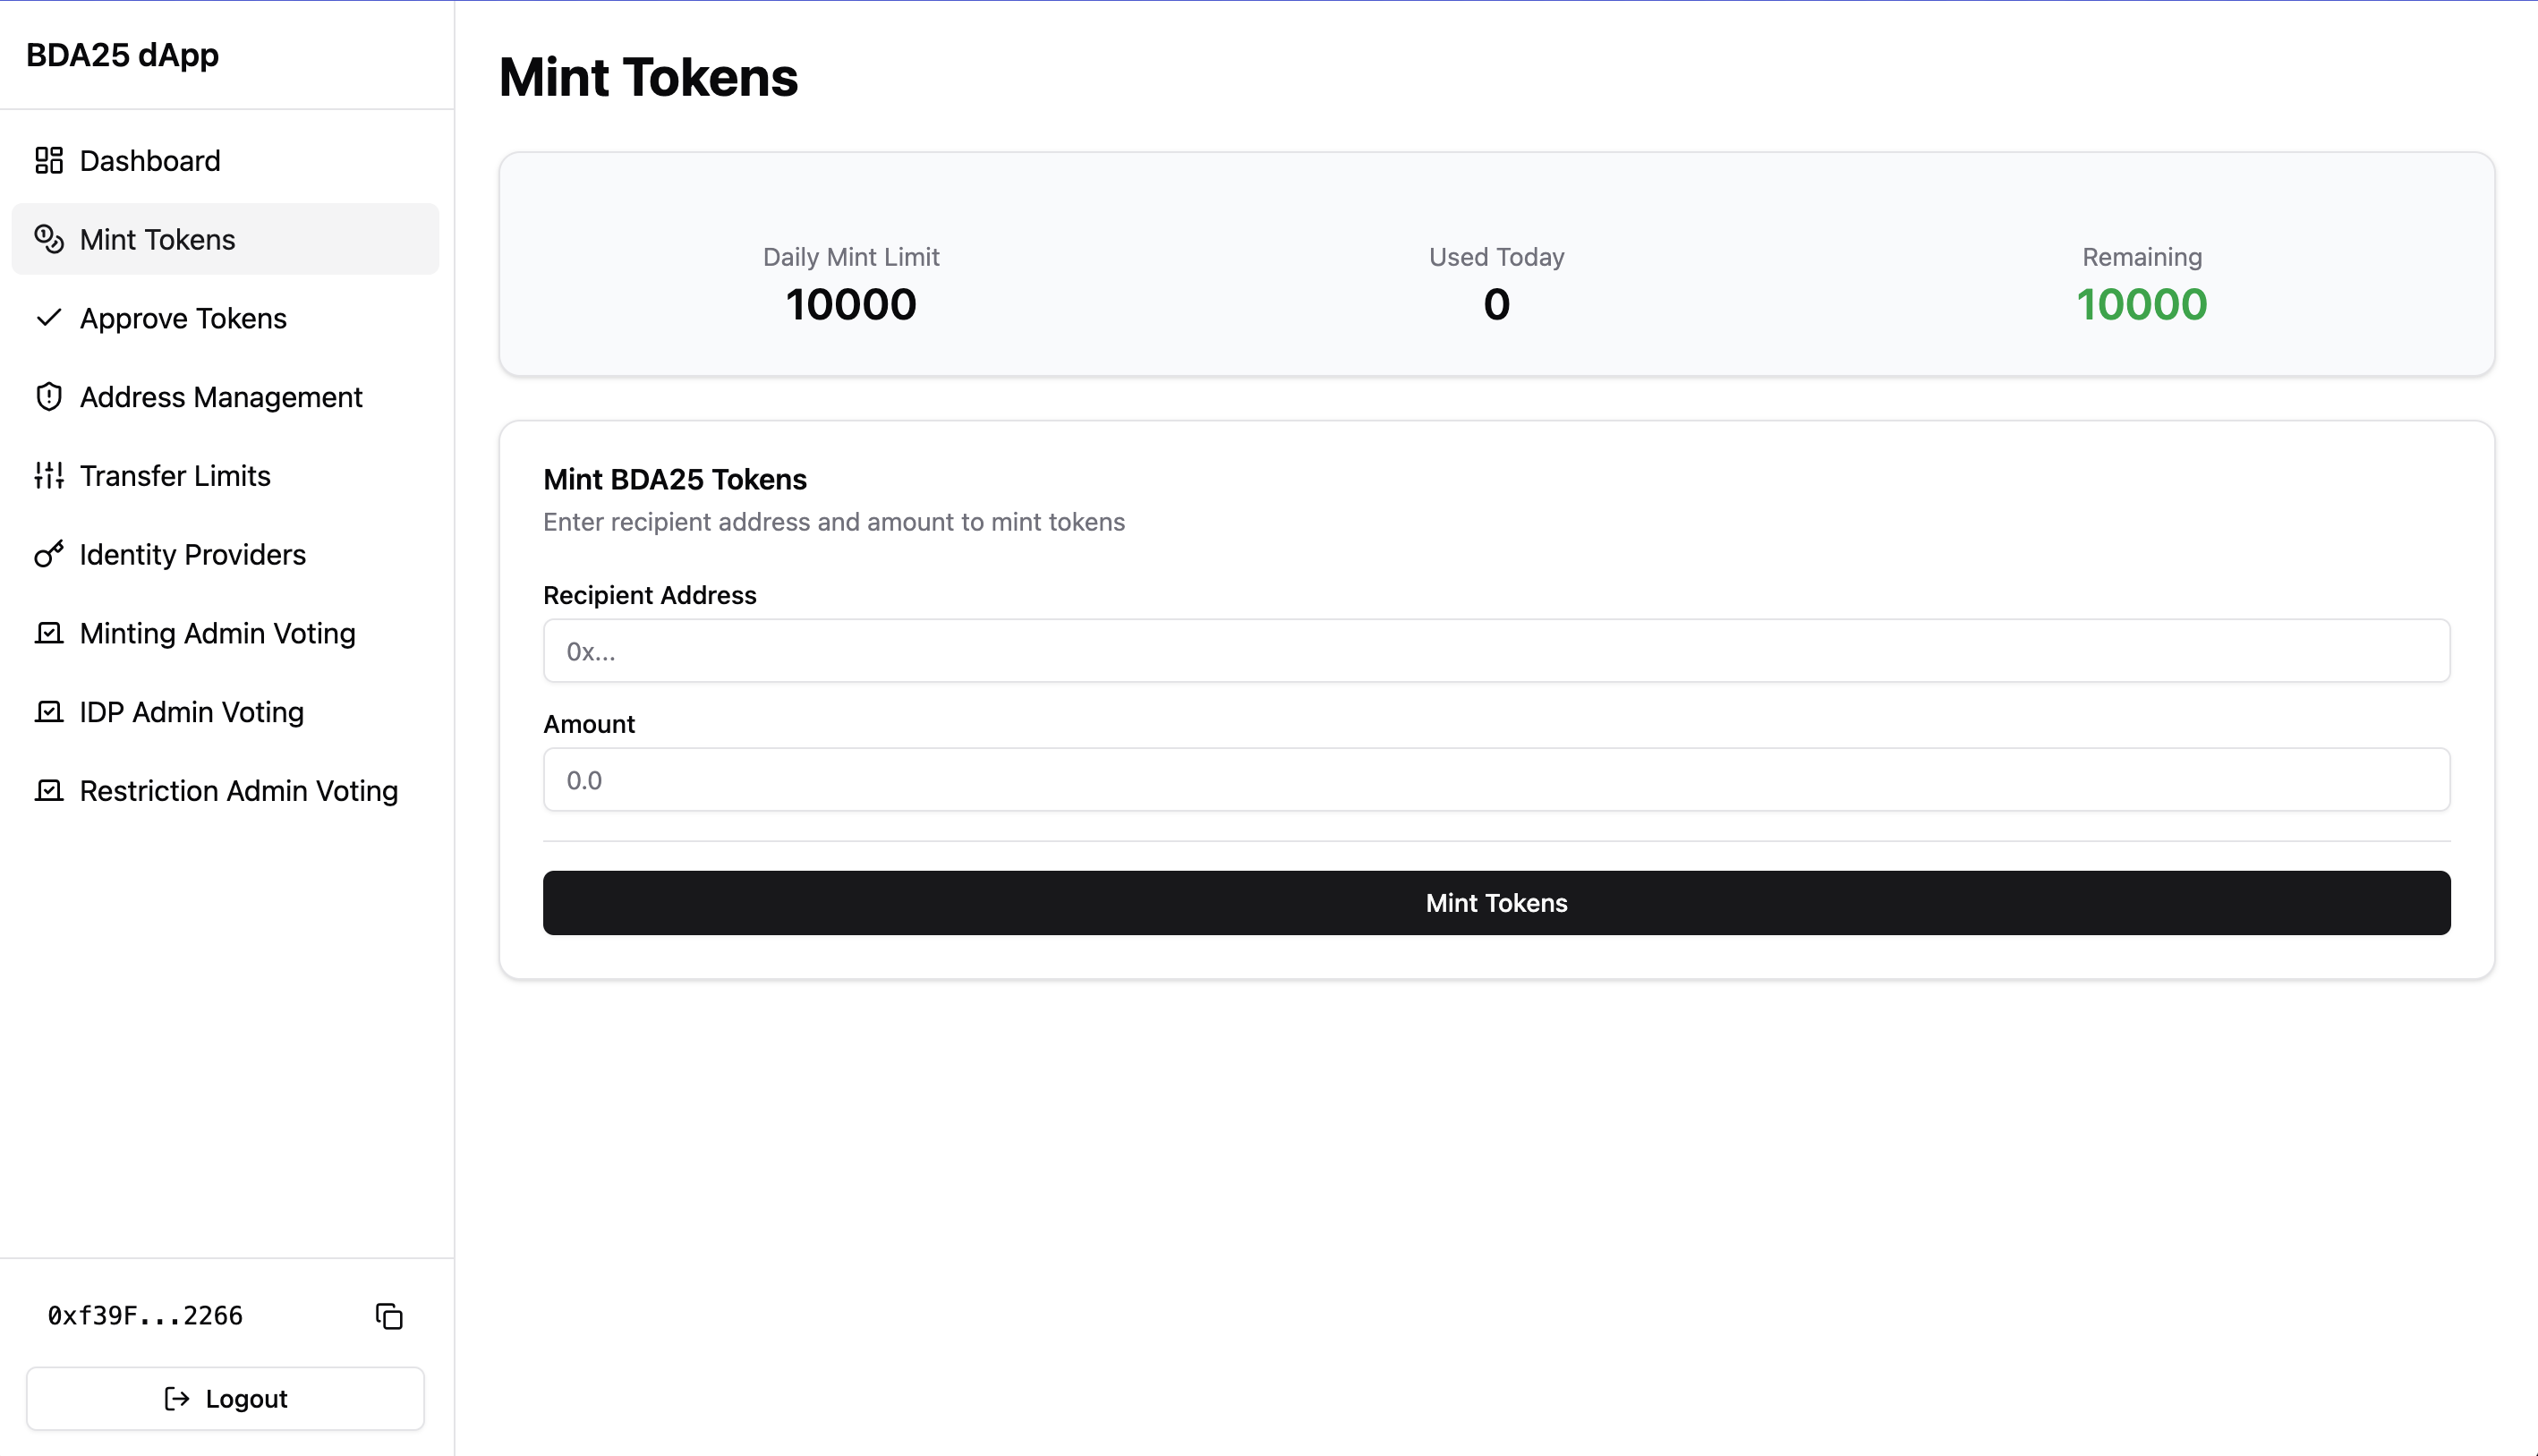 BDA25 dApp
Dashboard
Mint Tokens
Approve Tokens
Address Management
Transfer Limits
Identity Providers
Minting Admin Voting
IDP Admin Voting
Restriction Admin Voting
0xf39F...2266
Logout
Mint Tokens
Daily Mint Limit
10000
Used Today
0
Remaining
10000
Mint BDA25 Tokens
Enter recipient address and amount to mint tokens
Recipient Address
0x...
Amount
0.0
Mint Tokens